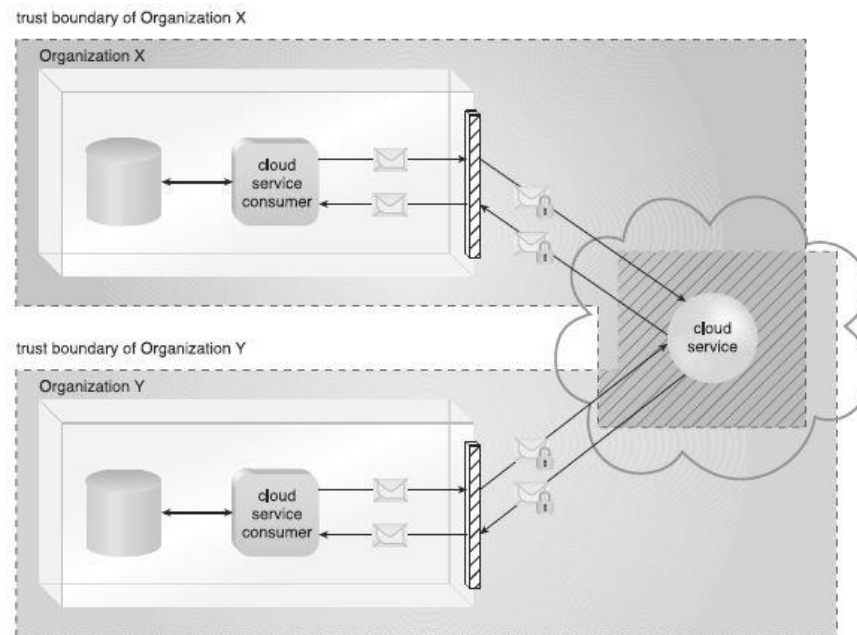 trust boundary of Organization X
Organization X
cloud
service
consumer
cloud
service
trust boundary of Organization Y
Organization Y
cloud
service
consumer